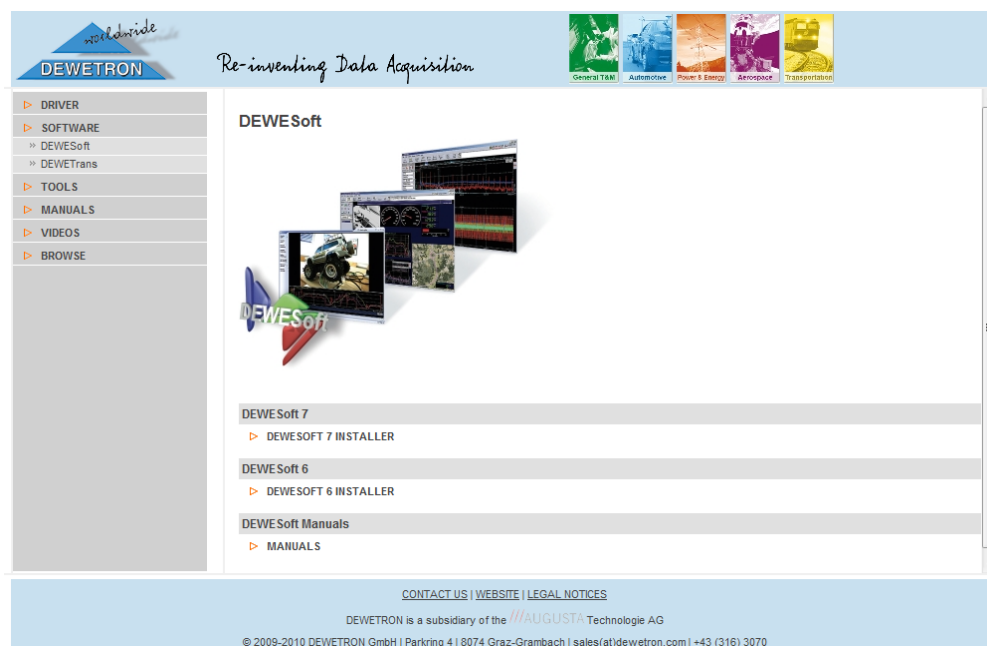 worldwide
DEWETRON
Re-inventing Data Acquisition
General T&M
Automotive
Power & Energy
Aerospace
Transportation
DRIVER
SOFTWARE
» DEWESoft
» DEWETrans
TOOLS
MANUALS
VIDEOS
BROWSE
DEWESoft
DEWESoft
DEWESoft 7
DEWESOFT 7 INSTALLER
DEWESoft 6
DEWESOFT 6 INSTALLER
DEWESoft Manuals
MANUALS
CONTACT US | WEBSITE | LEGAL NOTICES
DEWETRON is a subsidiary of the ///AUGUSTA Technologie AG
© 2009-2010 DEWETRON GmbH | Parkring 4 | 8074 Graz-Grambach | sales(at)dewetron.com | +43 (316) 3070